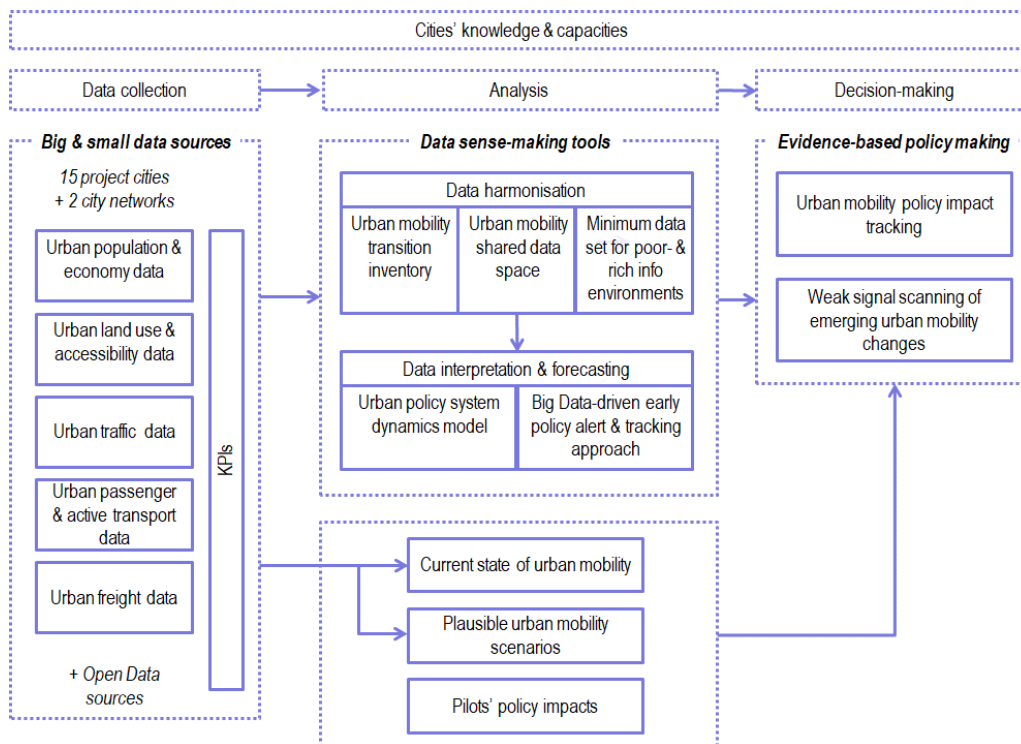 Cities' knowledge & capacities
Data collection
Analysis
Decision-making
Big & small data sources
15 project cities
+ 2 city networks
Urban population &
economy data
Urban land use &
accessibility data
Urban traffic data
Urban passenger
& active transport
data
Urban freight data
+ Open Data
sources
KPIs
Data sense-making tools
Data harmonisation
Urban mobility
transition
inventory
Urban mobility
shared data
space
Minimum data
set for poor- &
rich info
environments
Data interpretation & forecasting
Urban policy system
dynamics model
Big Data-driven early
policy alert & tracking
approach
Current state of urban mobility
Plausible urban mobility
scenarios
Pilots' policy impacts
Evidence-based policy making
Urban mobility policy impact
tracking
Weak signal scanning of
emerging urban mobility
changes